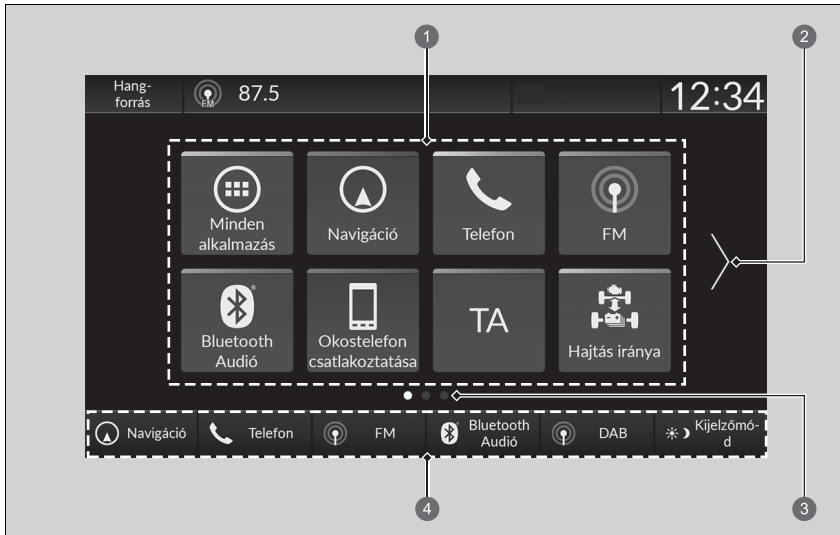 1
2
Hang-
forrás
FM
87.5
12:34
Minden
alkalmazás
Navigáció
Telefon
FM
Bluetooth
Audió
Okostelefon
csatlakoztatása
TA
Hajtás iránya
Navigáció
Telefon
FM
Bluetooth
Audió
DAB
Kijelzőmó-
d
4
3